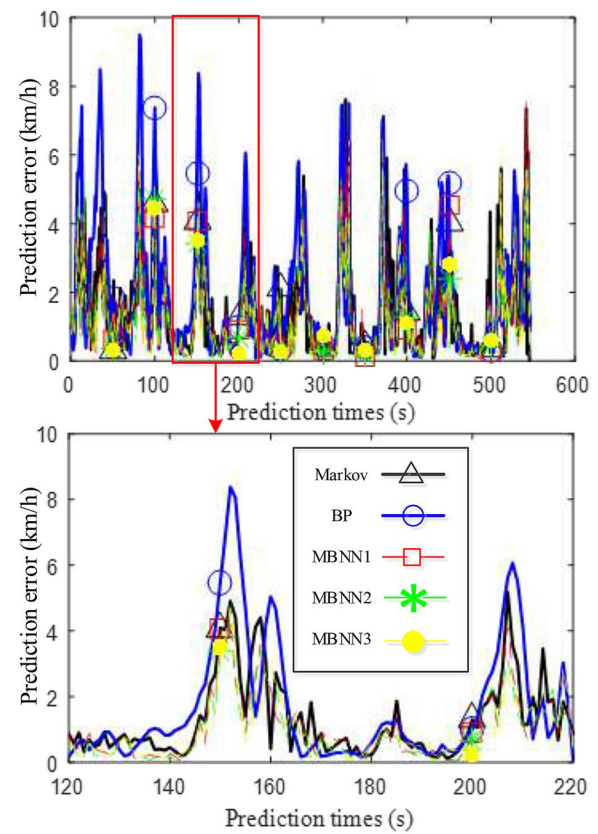 10
8
6
4
2
0
Prediction error (km/h)
0 100 200 300 400 500 600
Prediction times (s)
10
8
6
4
2
0
Prediction error (km/h)
Markov
BP
MBNN1
MBNN2
MBNN3
120 140 160 180 200 220
Prediction times (s)